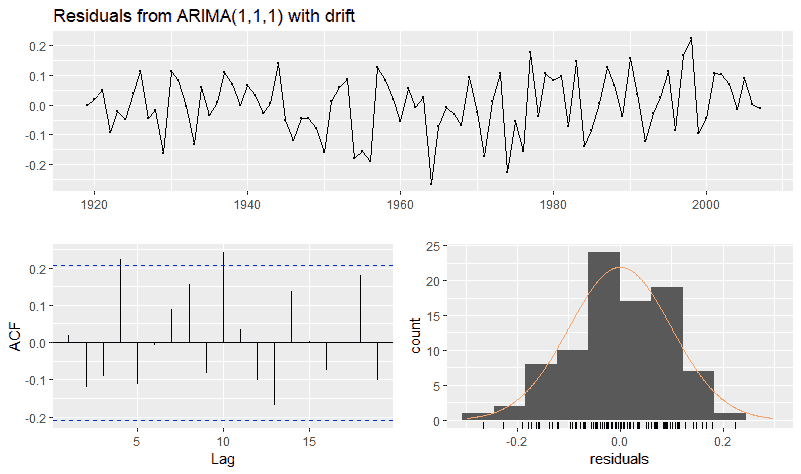 Residuals from ARIMA(1,1,1) with drift
0.2
0.1
0.0
-0.1
-0.2
1920 1940 1960 1980 2000
ACF
0.2
0.1
0.0
-0.1
-0.2
5 10 15
Lag
count
25
20
15
10
5
0
-0.2 0.0 0.2
residuals